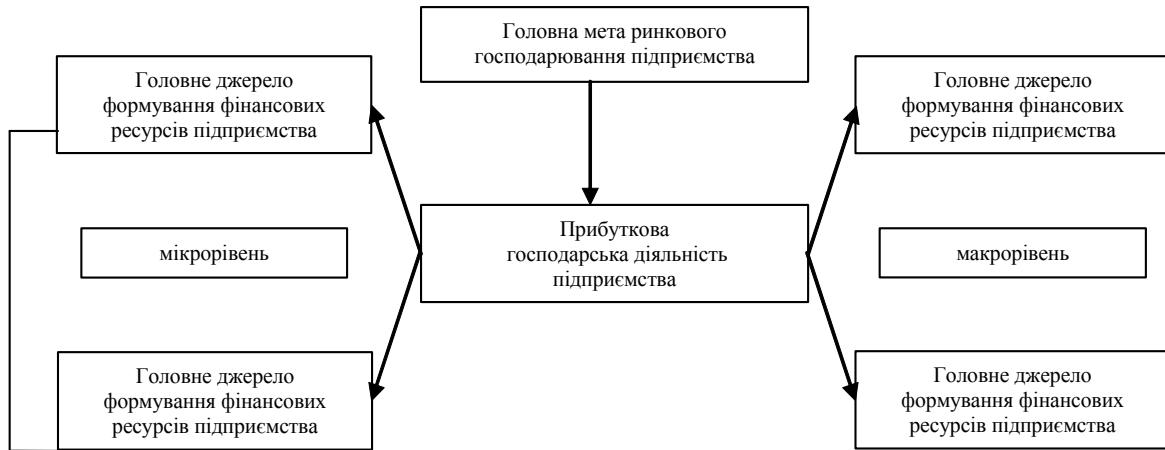 Головна мета ринкового
господарювання підприємства
Головне джерело
формування фінансових
ресурсів підприємства
Головне джерело
формування фінансових
ресурсів підприємства
Прибуткова
господарська діяльність
підприємства
мікрорівень
макрорівень
Головне джерело
формування фінансових
ресурсів підприємства
Головне джерело
формування фінансових
ресурсів підприємства